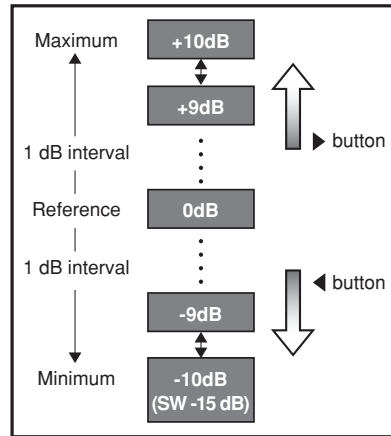 Maximum
+10dB
+9dB
▶ button
1 dB interval
Reference
0dB
1 dB interval
◀ button
-9dB
Minimum
-10dB
(SW -15 dB)